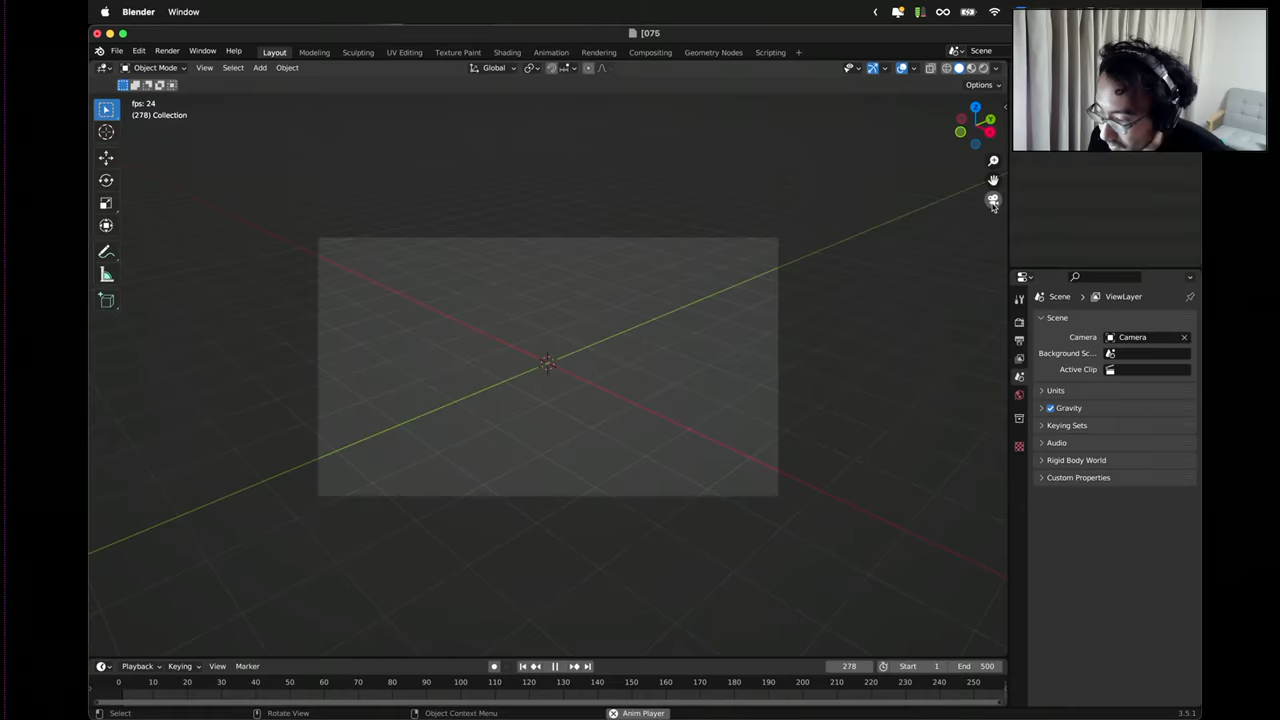 Blender Window
[075
File Edit Render Window Help Layout Modeling Sculpting UV Editing Texture Paint Shading Animation Rendering Compositing Geometry Nodes Scripting + Scene
Object Mode View Select Add Object Global
Options
fps: 24
(278) Collection
Z
Y
X
Scene > ViewLayer
Scene
Camera Camera
Background Sc...
Active Clip
Units
Gravity
Keying Sets
Audio
Rigid Body World
Custom Properties
Playback Keying View Marker 278 Start 1 End 500
0 10 20 30 40 50 60 70 80 90 100 110 120 130 140 150 160 170 180 190 200 210 220 230 240 250
Select Rotate View Object Context Menu Anim Player 3.5.1